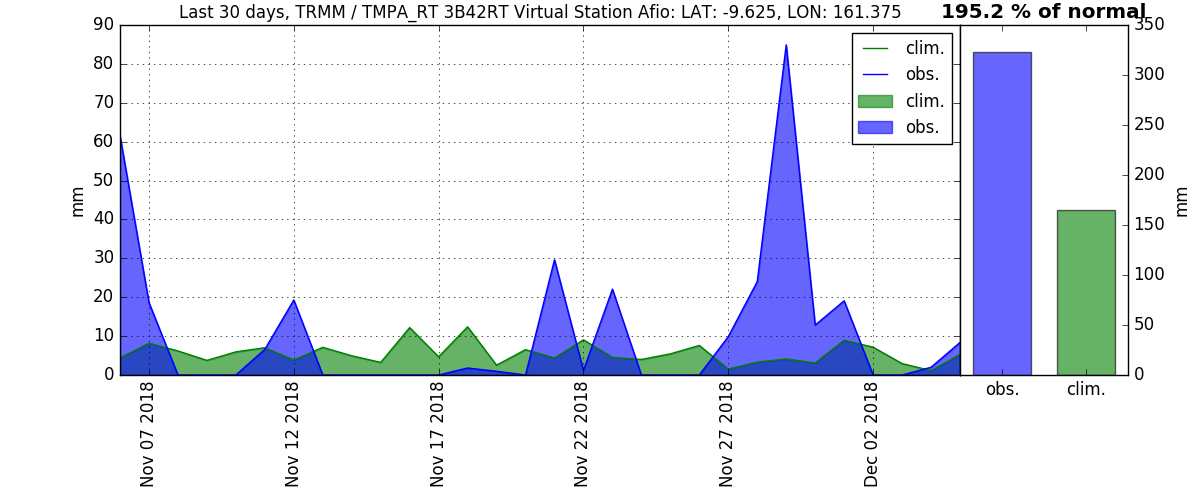 Last 30 days, TRMM / TMPA_RT 3B42RT Virtual Station Afio: LAT: -9.625, LON: 161.375
195.2 % of normal
90
80
70
60
50
40
30
20
10
0
mm
clim.
obs.
clim.
obs.
350
300
250
200
150
100
50
0
mm
obs.
clim.
Nov 07 2018
Nov 12 2018
Nov 17 2018
Nov 22 2018
Nov 27 2018
Dec 02 2018